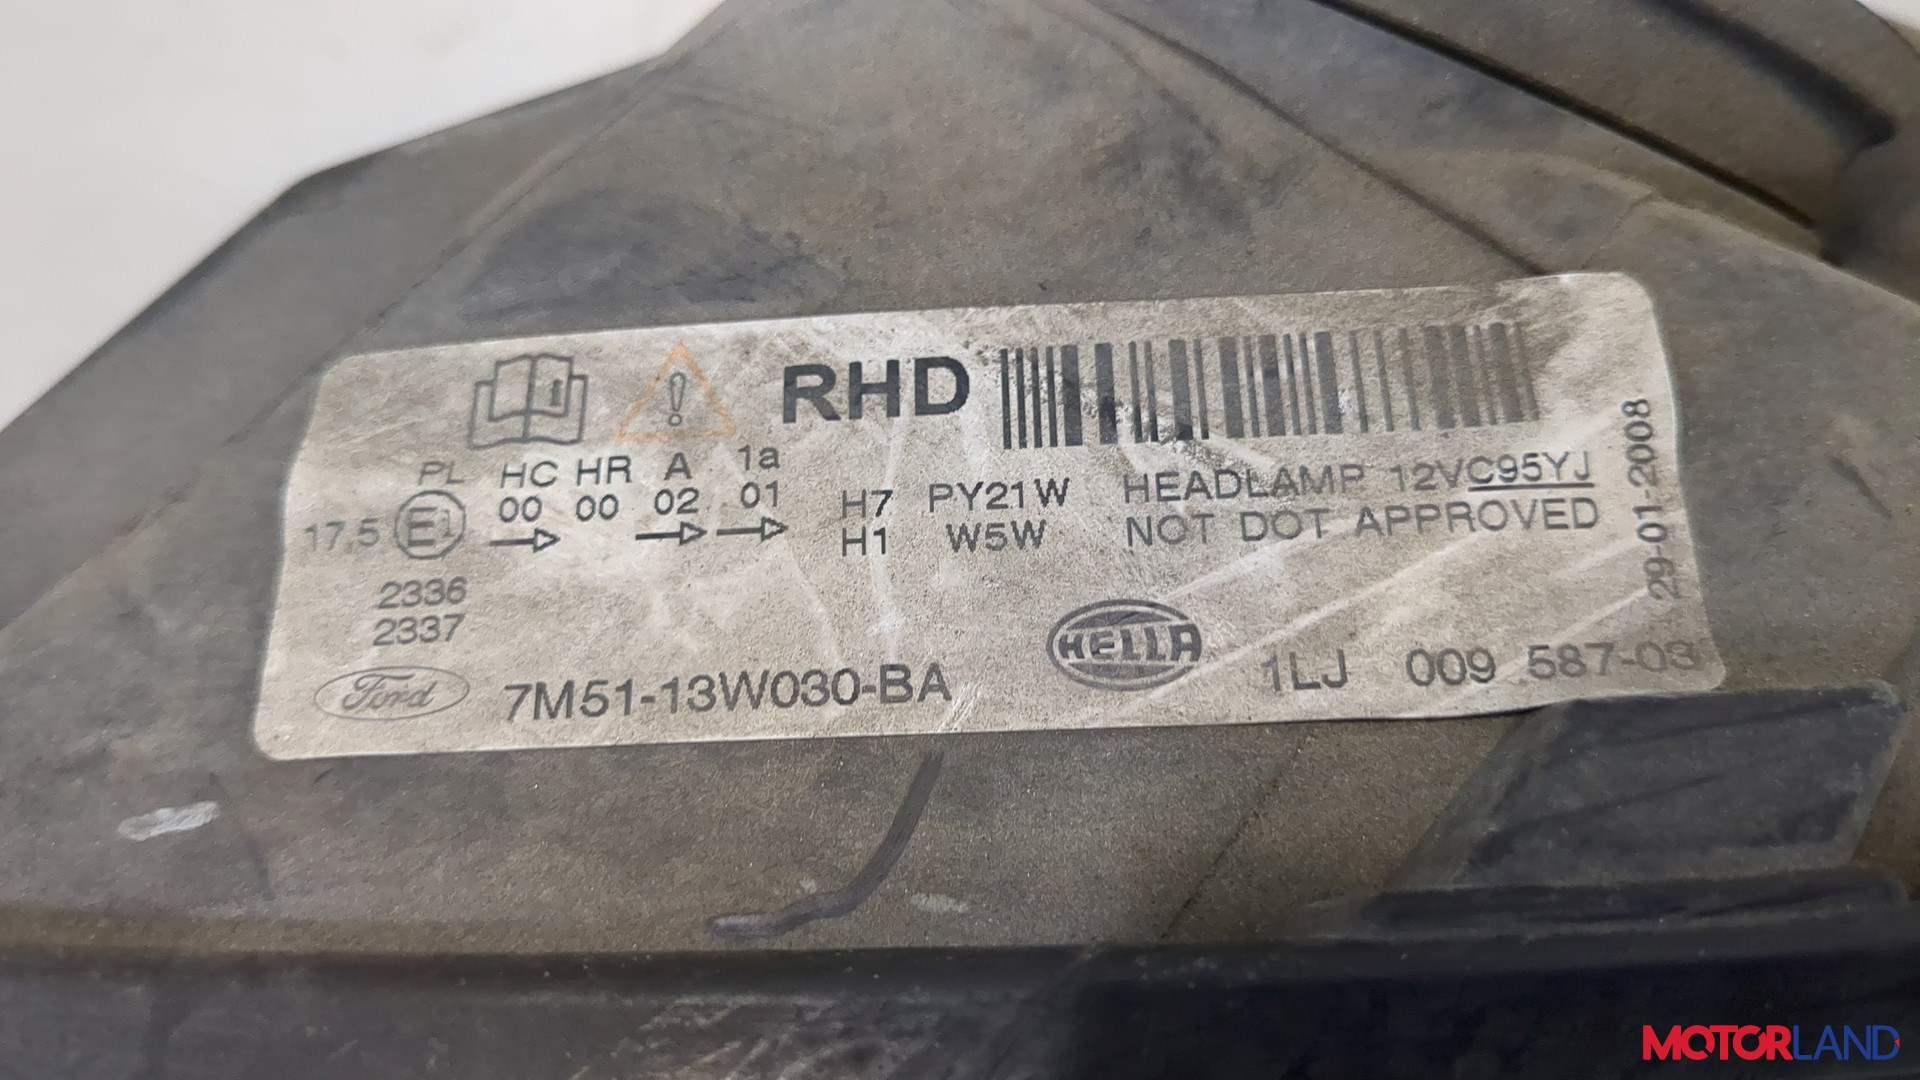 RHD
PL HC HR A 1a
17,5 E1 00 00 02 01
H7 PY21W HEADLAMP 12VC95YJ
H1 W5W NOT DOT APPROVED
29-01-2008
2336
2337
Ford 7M51-13W030-BA
HELLA 1LJ 009 587-03
MOTORLAND